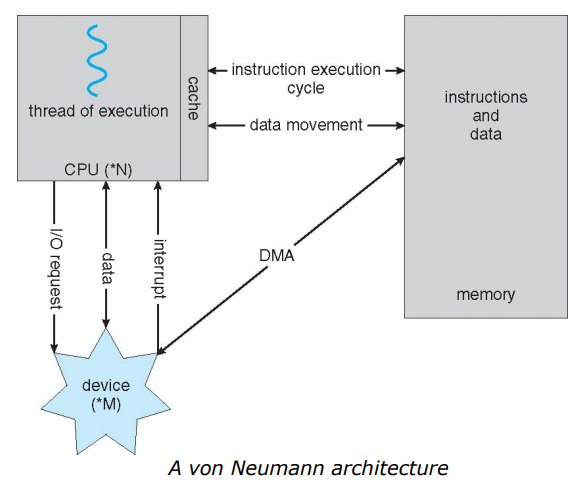 thread of execution
cache
CPU (*N)
instruction execution
cycle
data movement
instructions
and
data
memory
I/O request
data
interrupt
DMA
device
(*M)
A von Neumann architecture